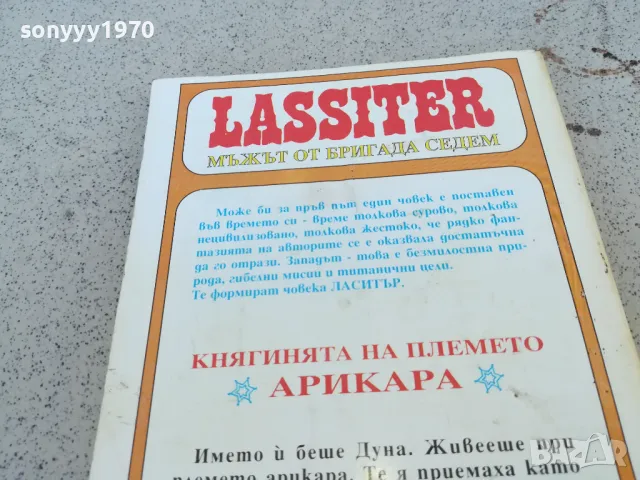 sonyyy1970
LASSITER
МЪЖЪТ ОТ БРИГАДА СЕДЕМ
Може би за пръв път един човек е поставен
във времето си - време толкова сурово, толкова
нецивилизовано, толкова жестоко, че рядко фан-
тазията на авторите се е оказвала достатъчна
да го отрази. Западът - това е безмилостна при-
рода, гибелни мисии и титанични цели.
Те формират човека ЛАСИТЪР.
КНЯГИНЯТА НА ПЛЕМЕТО
АРИКАРА
Името ѝ беше Дуна. Живееше при
племето арикара. Те я приемаха като
BAZAR
bg